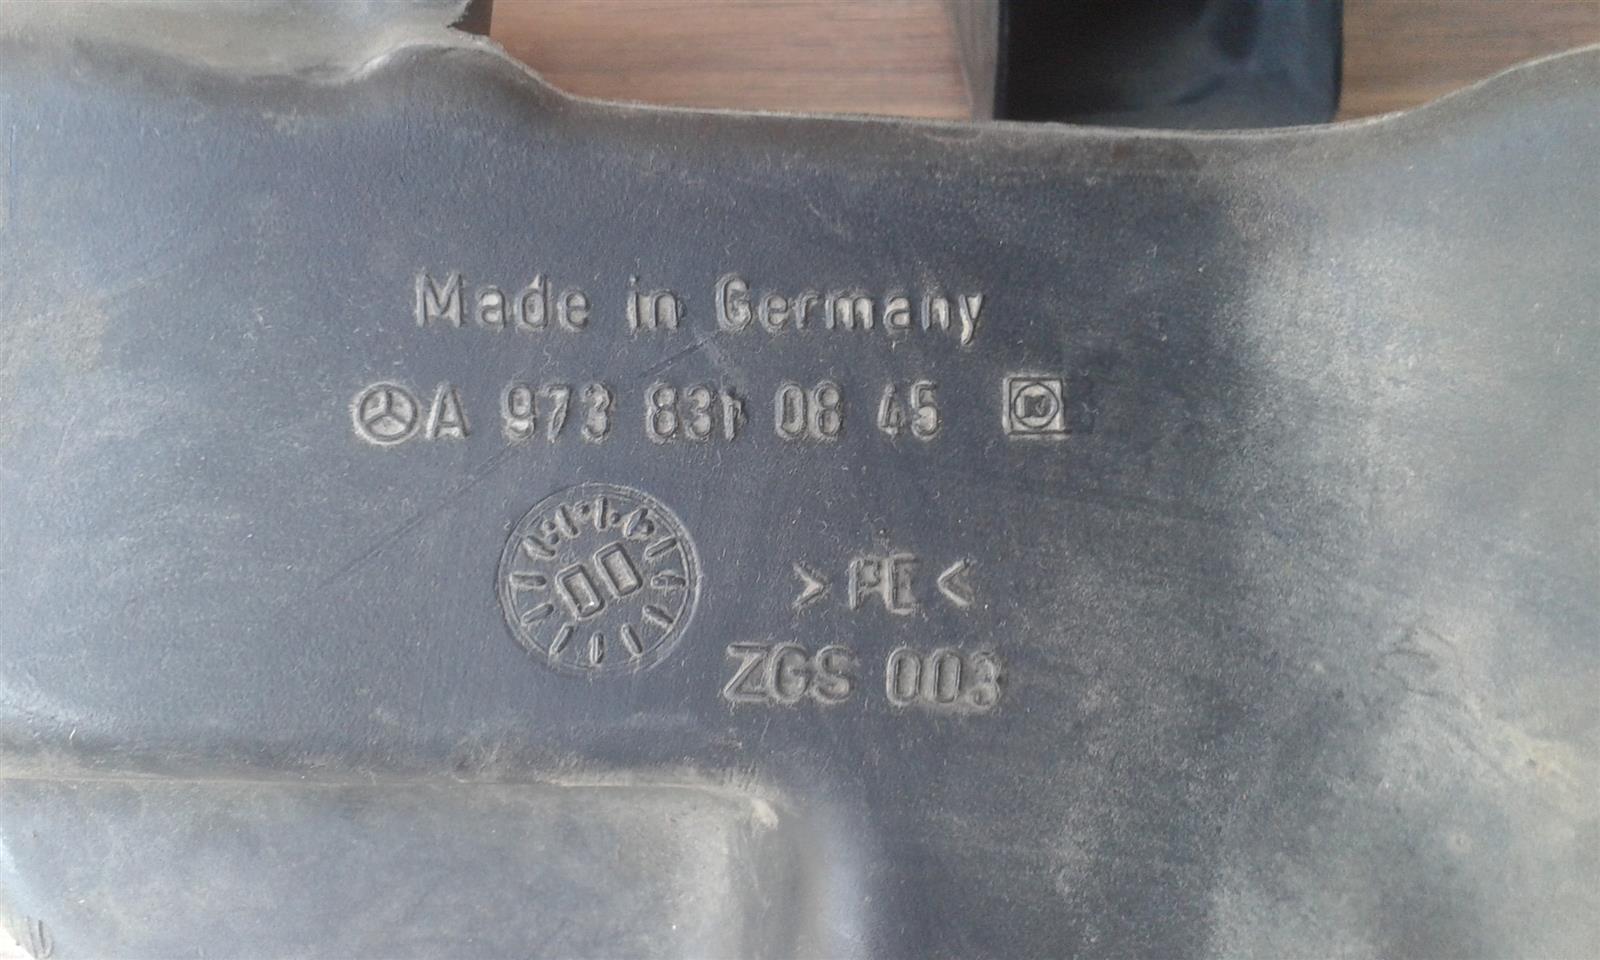 Made in Germany
A 973 831 08 45
00
>PE<
ZGS 003